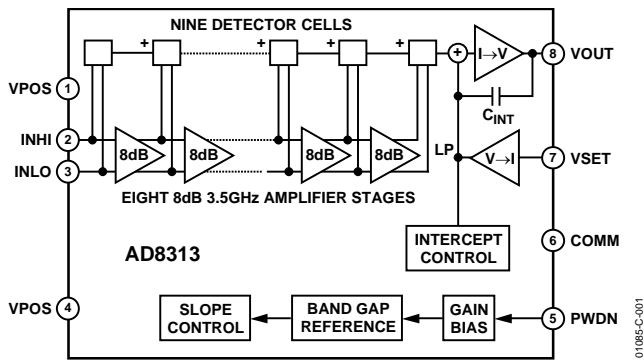 NINE DETECTOR CELLS
+ + + +
+ I→V 8 VOUT
VPOS 1
CINT
INHI 2
8dB 8dB 8dB 8dB
LP
V→I 7 VSET
INLO 3
EIGHT 8dB 3.5GHz AMPLIFIER STAGES
AD8313
INTERCEPT
CONTROL
6 COMM
VPOS 4
SLOPE
CONTROL
BAND GAP
REFERENCE
GAIN
BIAS
5 PWDN
01085-C-001